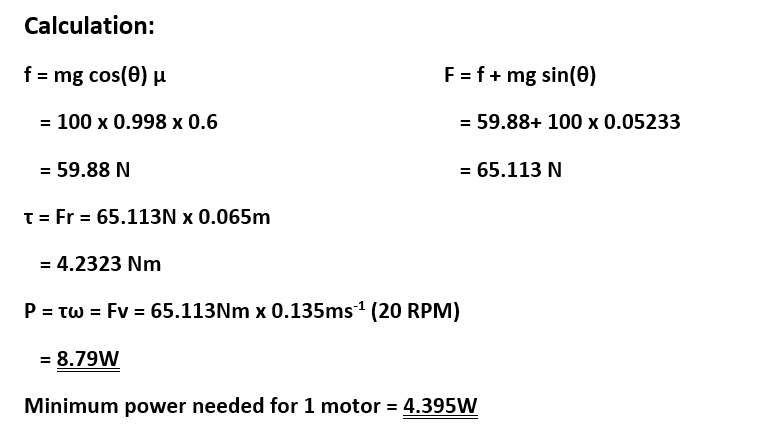 Calculation:
f = mg cos(θ) μ
F = f + mg sin(θ)
= 100 x 0.998 x 0.6
= 59.88+ 100 x 0.05233
= 59.88 N
= 65.113 N
τ = Fr = 65.113N x 0.065m
= 4.2323 Nm
P = τω = Fv = 65.113Nm x 0.135ms⁻¹ (20 RPM)
= 8.79W
Minimum power needed for 1 motor = 4.395W